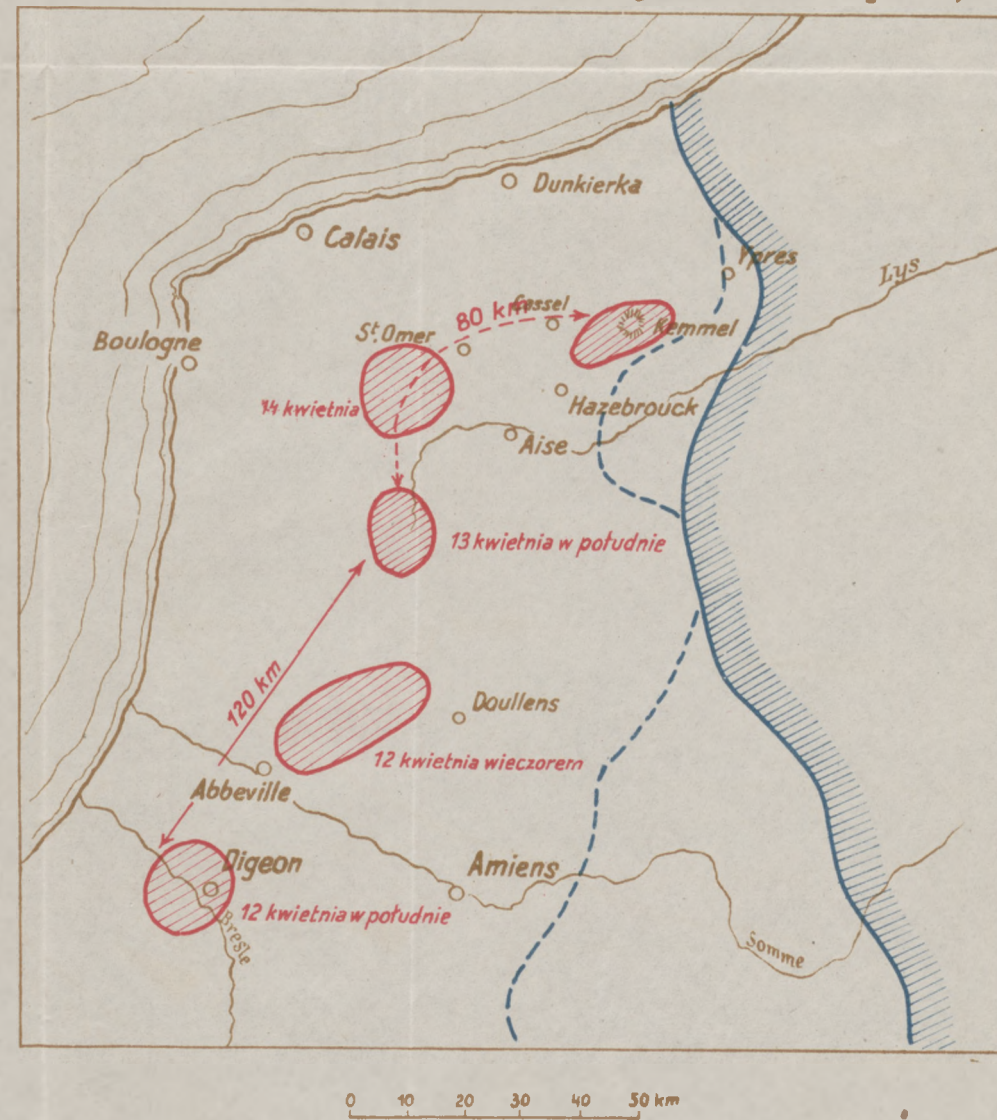 Dunkierka
Calais
Ypres
Lys
Cassel
80 km
St. Omer
Kemmel
Boulogne
14 kwietnia
Hazebrouck
Aise
13 kwietnia w południe
120 km
Doullens
12 kwietnia wieczorem
Abbeville
Digeon
Amiens
12 kwietnia w południe
Bresle
Somme
0 10 20 30 40 50 km